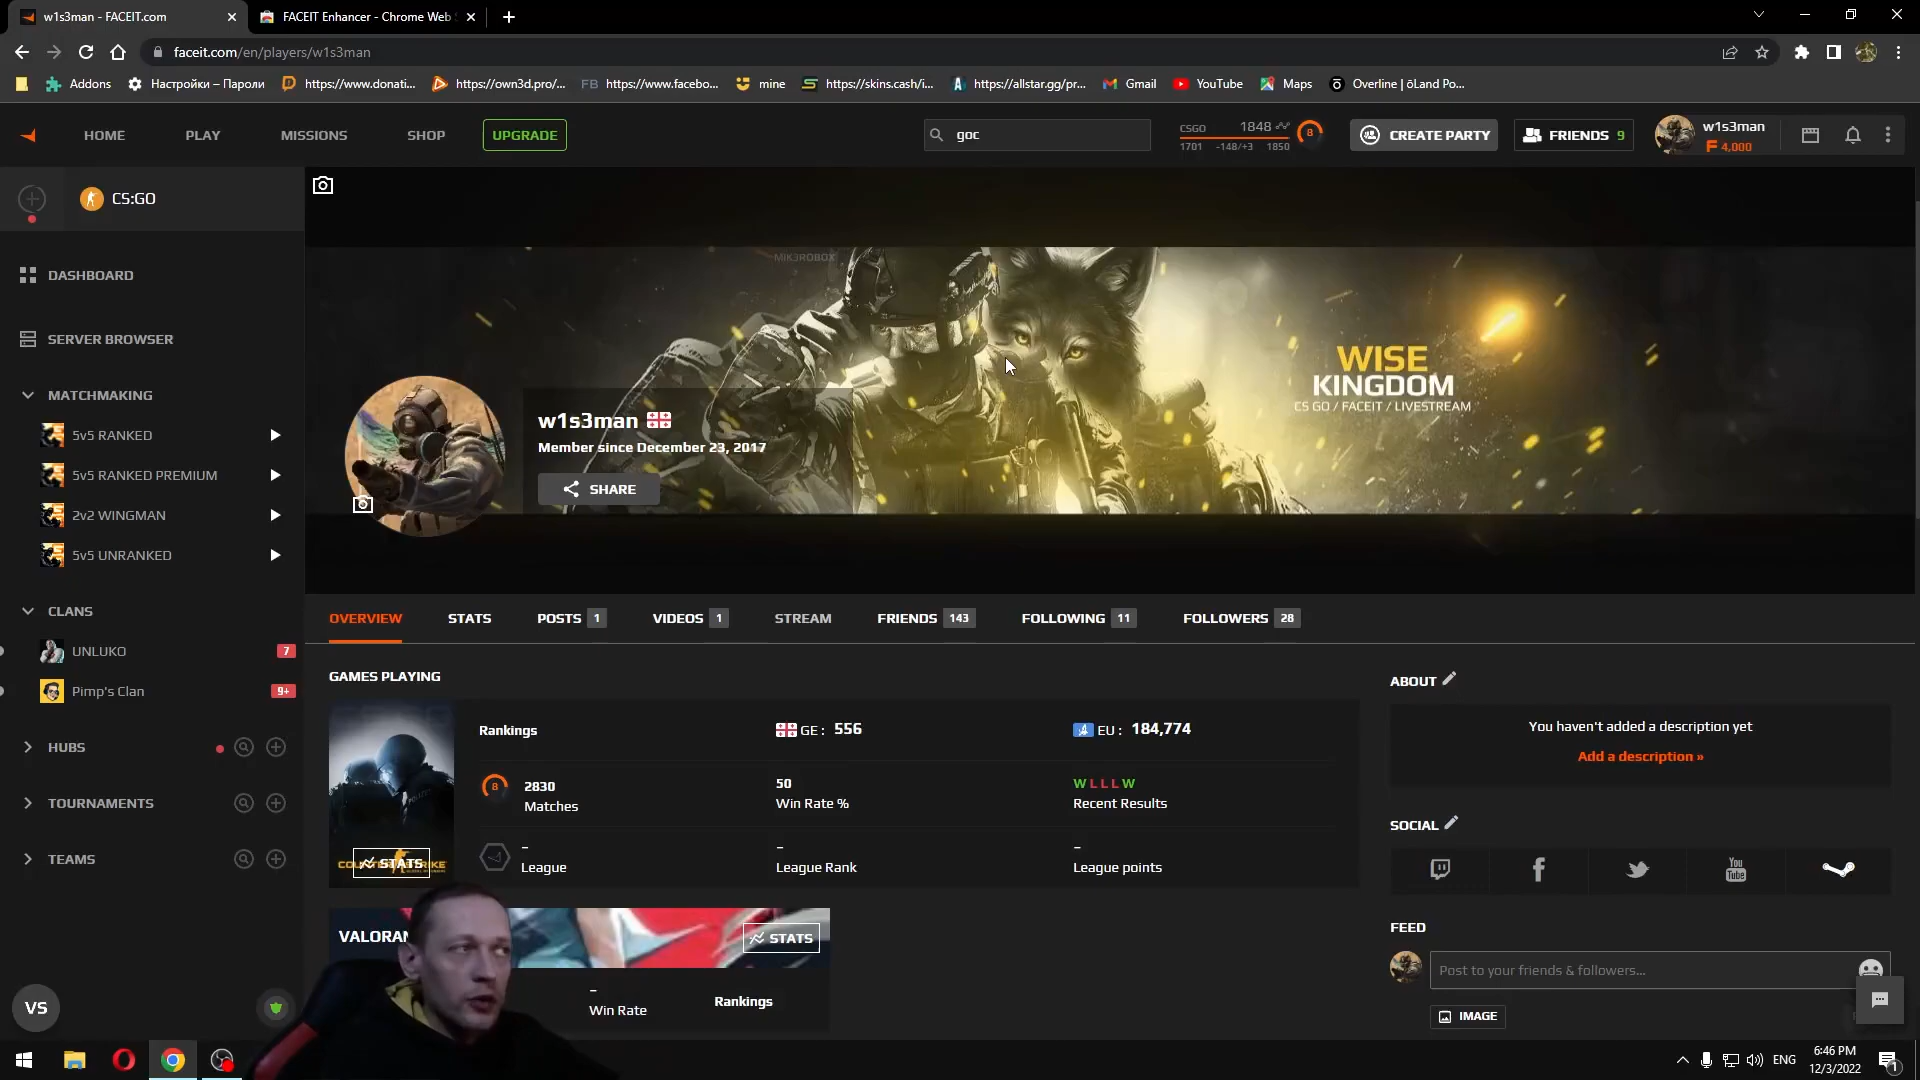 w1s3man - FACEIT.com
FACEIT Enhancer - Chrome Web
faceit.com/en/players/w1s3man
Addons
Настройки – Пароли
https://www.donati...
https://own3d.pro/...
FB https://www.facebo...
mine
https://skins.cash/i...
https://allstar.gg/pr...
Gmail
YouTube
Maps
Overline | ōLand Po...
HOME
PLAY
MISSIONS
SHOP
UPGRADE
goc
CSGO 1848
1701 -148/+3 1850
8
CREATE PARTY
FRIENDS 9
w1s3man
4,000
CS:GO
DASHBOARD
SERVER BROWSER
MATCHMAKING
5v5 RANKED
5v5 RANKED PREMIUM
2v2 WINGMAN
5v5 UNRANKED
CLANS
UNLUKO 7
Pimp's Clan 9+
HUBS
TOURNAMENTS
TEAMS
VS
MIK3ROBOX
WISE
KINGDOM
CS GO / FACEIT / LIVESTREAM
w1s3man
Member since December 23, 2017
SHARE
OVERVIEW
STATS
POSTS 1
VIDEOS 1
STREAM
FRIENDS 143
FOLLOWING 11
FOLLOWERS 28
GAMES PLAYING
Rankings
GE : 556
EU : 184,774
8
2830
Matches
50
Win Rate %
W L L L W
Recent Results
–
League
–
League Rank
–
League points
STATS
VALORAN
STATS
–
Win Rate
Rankings
ABOUT
You haven't added a description yet
Add a description »
SOCIAL
You
Tube
FEED
Post to your friends & followers...
IMAGE
ENG
6:46 PM
12/3/2022
1